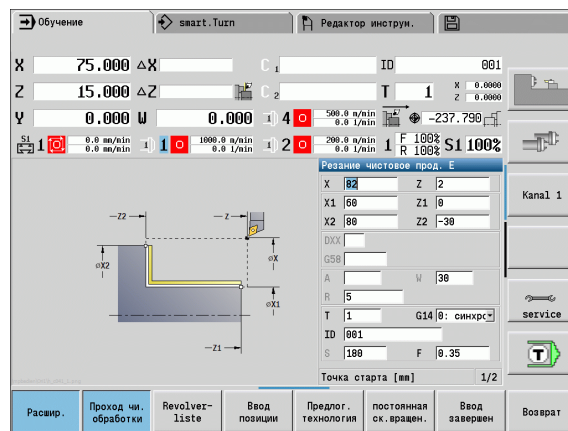 Обучение smart.Turn Редактор инструм.
X 75.000 ΔX C 1 ID 001
Z 15.000 ΔZ C 2 T 1 X 0.0000
Z 0.0000
Y 0.000 W 0.000 4 500.0 m/min -237.790
0.0 1/min
S1 1 0.0 mm/min 1 1000.0 m/min 2 200.0 m/min F 100% S1 100%
0.0 mm/min 0.0 1/min 0.0 1/min R 100%
Резание чистовое прод. E
X 82 Z 2
X1 60 Z1 0
X2 80 Z2 -30
DXX
G58
A W 30
R 5
T 1 G14 0: синхрс
ID 001
S 180 F 0.35
Точка старта [mm] 1/2
Z2
Z
øX
øX2
øX1
Z1
Kanal 1
service
T
Расшир.
Проход чи. обработки
Revolver-liste
Ввод позиции
Предлог. технология
постоянная ск.вращен.
Ввод завершен
Возврат